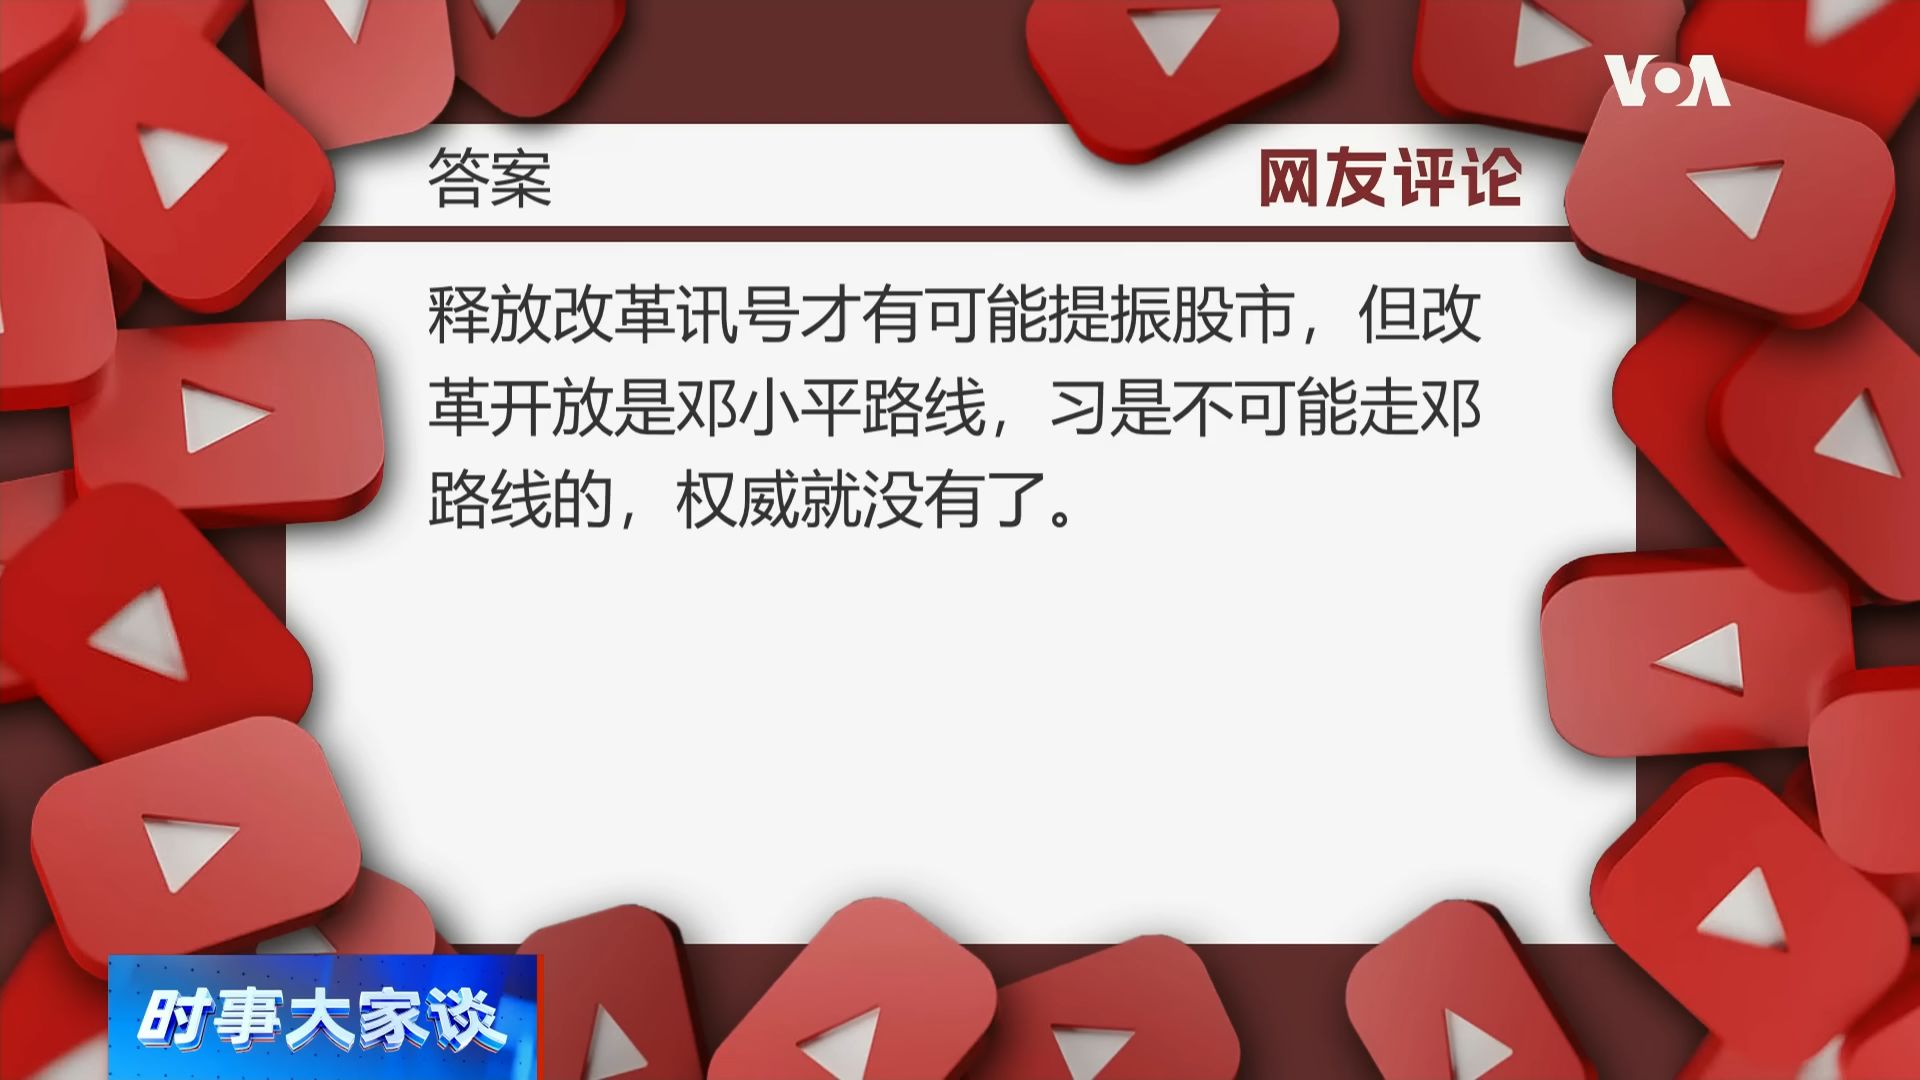 VOA
答案
网友评论
释放改革讯号才有可能提振股市，但改
革开放是邓小平路线，习是不可能走邓
路线的，权威就没有了。
时事大家谈